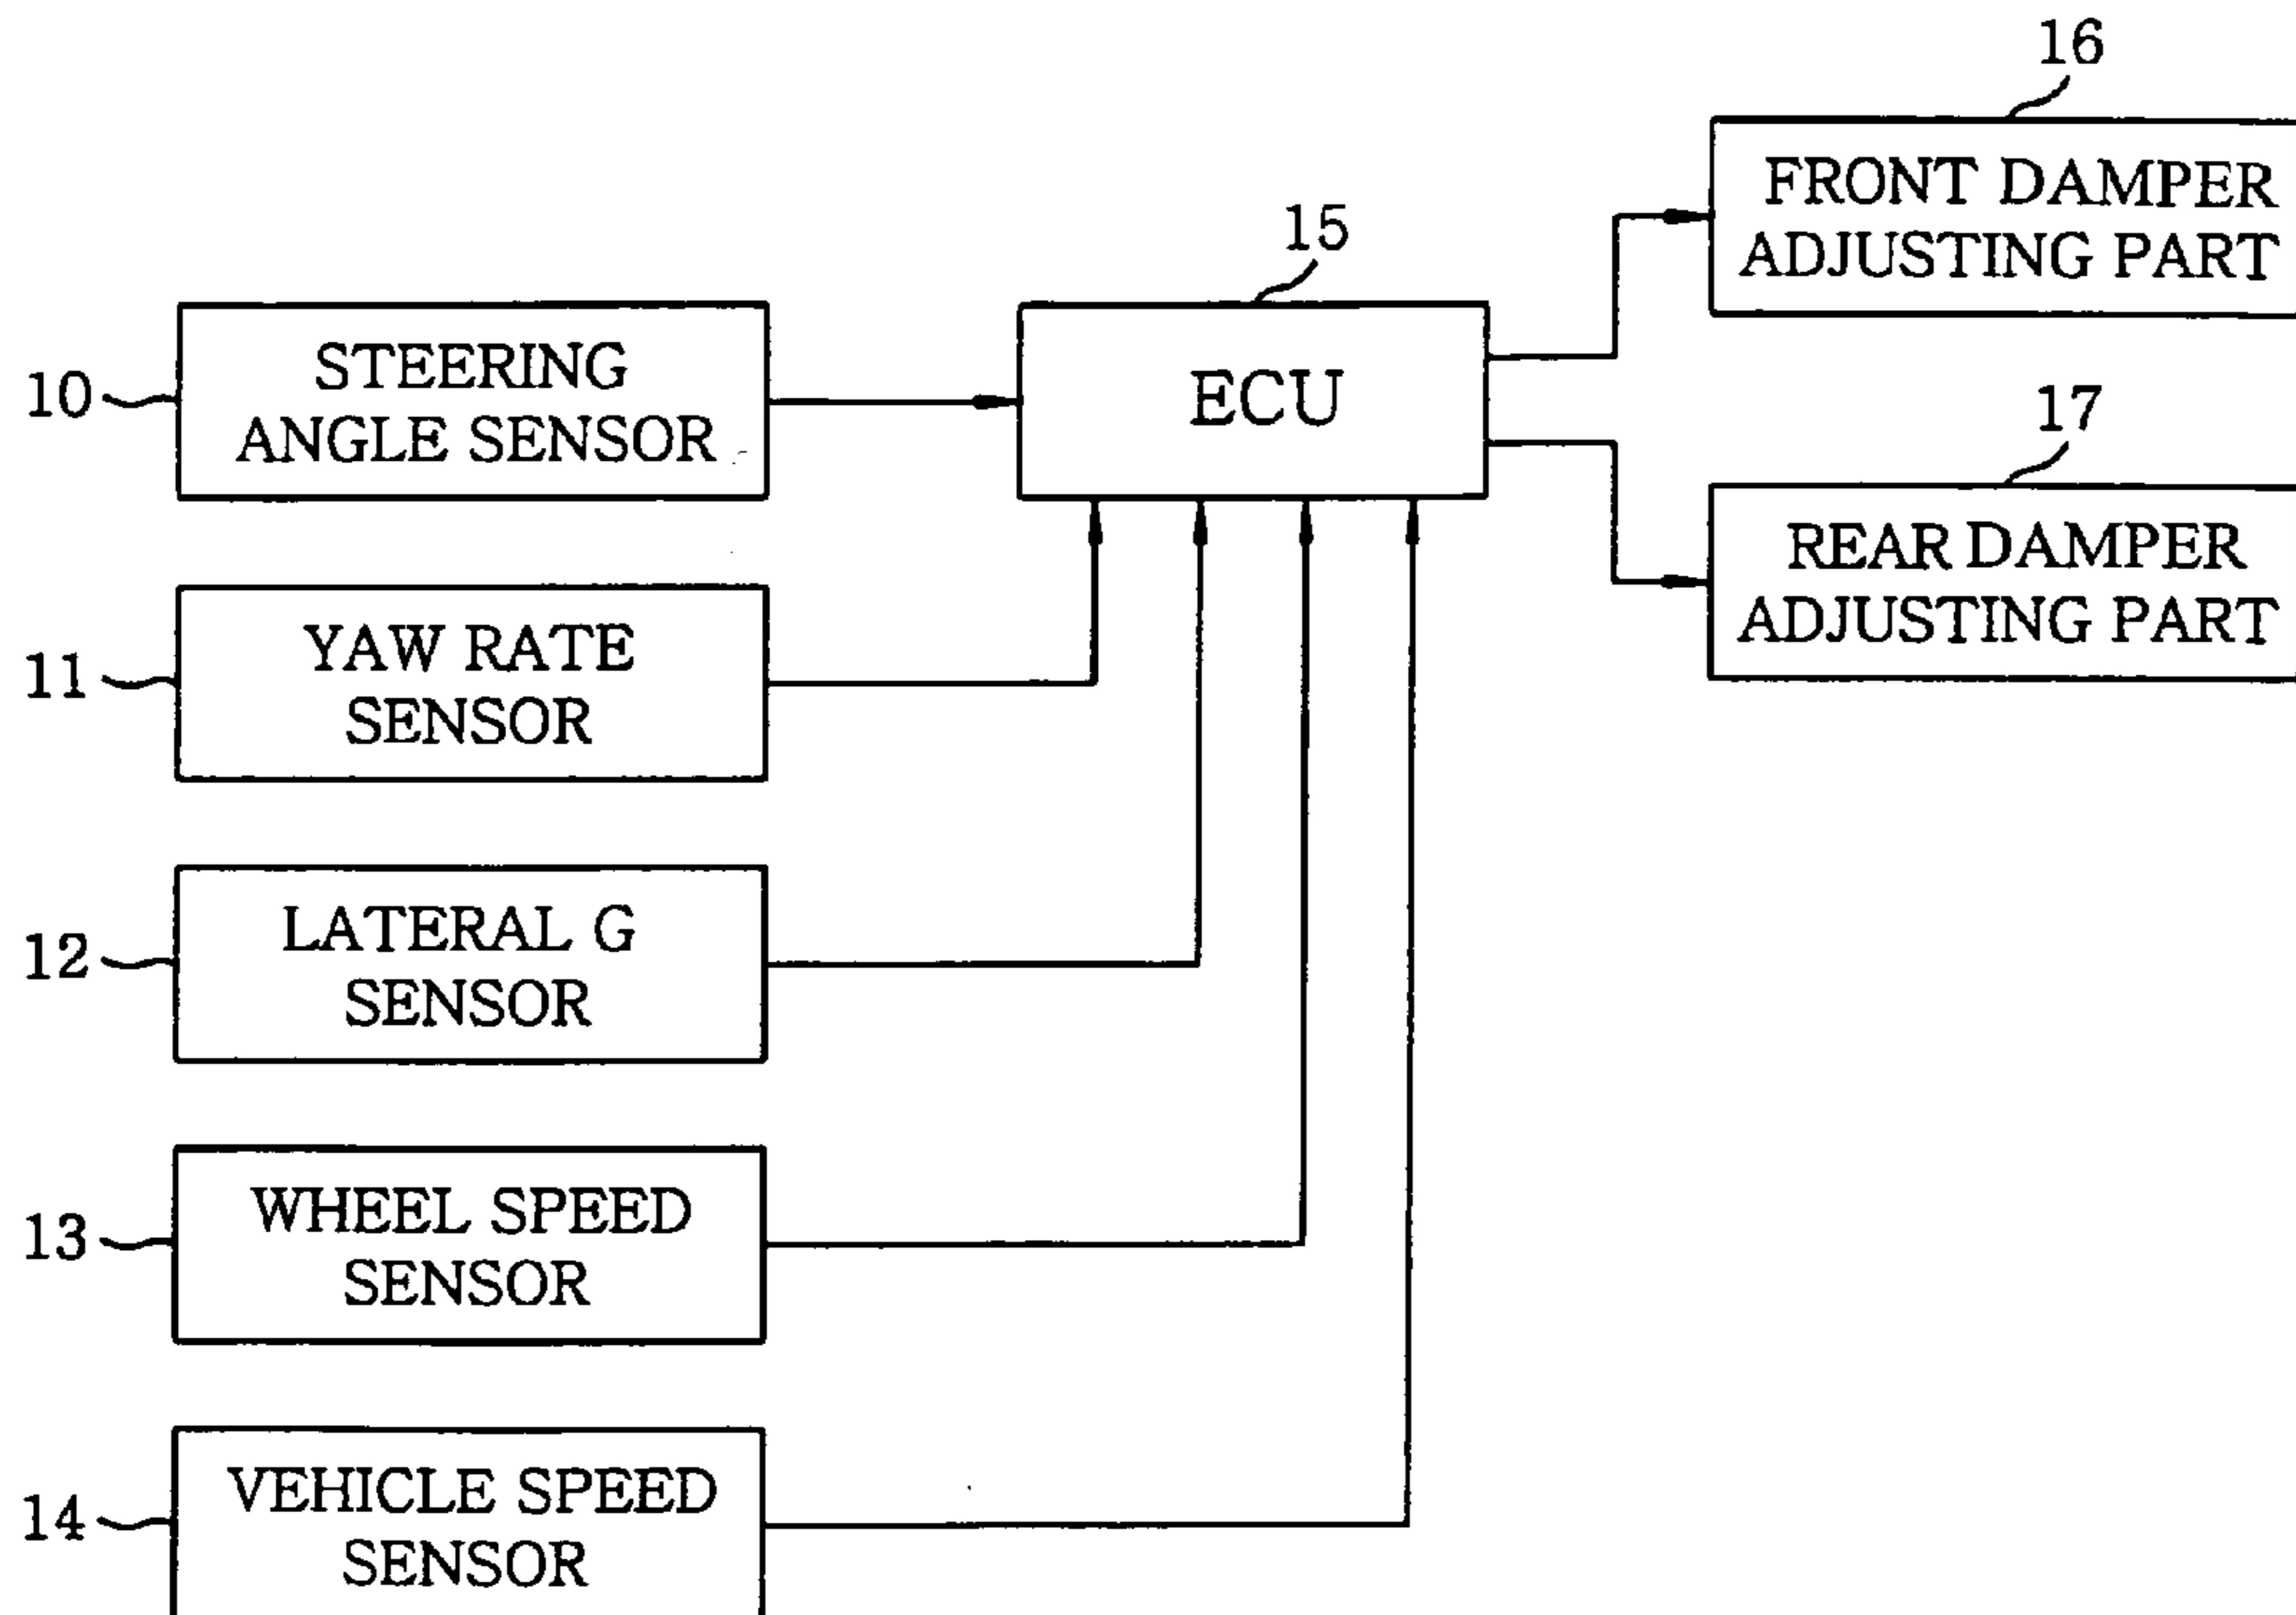 16
FRONT DAMPER
ADJUSTING PART
15
ECU
10
STEERING
ANGLE SENSOR
17
REAR DAMPER
ADJUSTING PART
11
YAW RATE
SENSOR
12
LATERAL G
SENSOR
13
WHEEL SPEED
SENSOR
14
VEHICLE SPEED
SENSOR